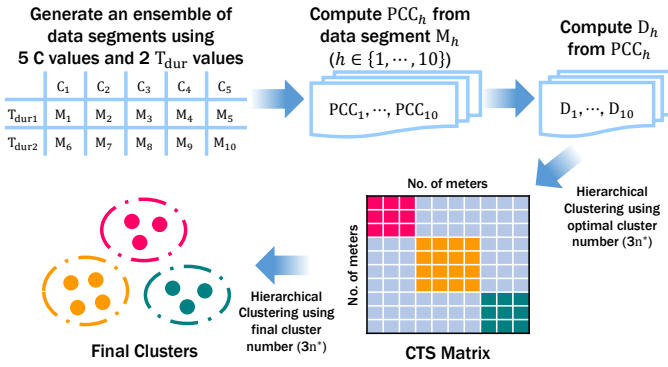 Generate an ensemble of
data segments using
5 C values and 2 T_dur values
C₁ C₂ C₃ C₄ C₅
T_dur1 M₁ M₂ M₃ M₄ M₅
T_dur2 M₆ M₇ M₈ M₉ M₁₀
Compute PCC_h from
data segment M_h
(h ∈ {1, ⋯, 10})
PCC₁, ⋯, PCC₁₀
Compute D_h
from PCC_h
D₁, ⋯, D₁₀
Hierarchical
Clustering using
optimal cluster
number (3n*)
No. of meters
No. of meters
CTS Matrix
Hierarchical
Clustering using
final cluster
number (3n*)
Final Clusters